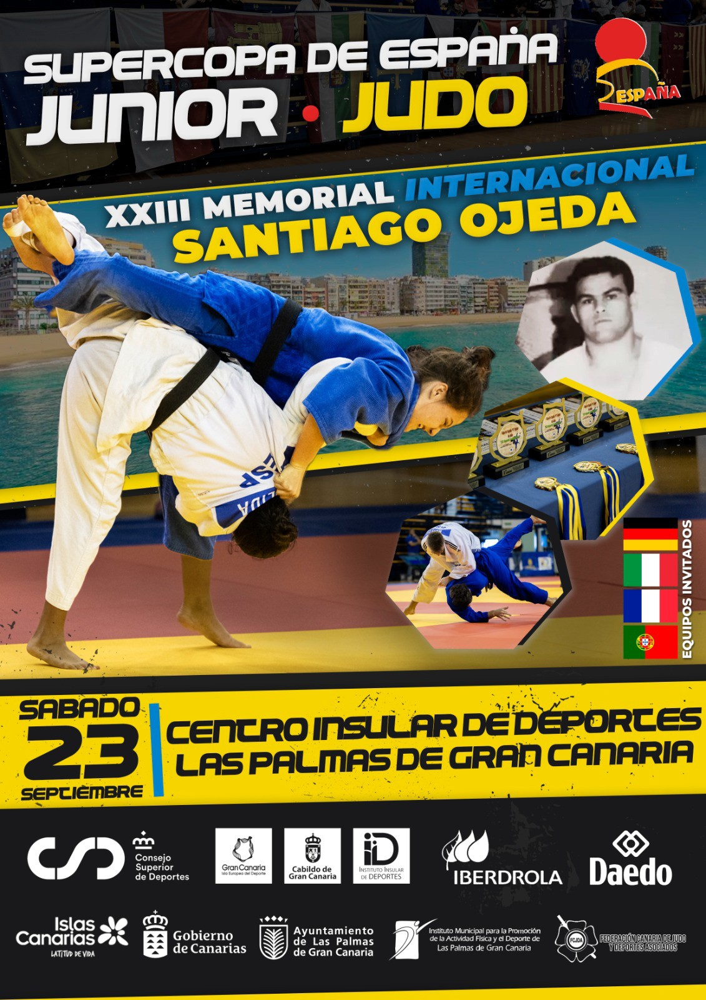 SUPERCOPA DE ESPAÑA
JUNIOR · JUDO
ESPAÑA
XXIII MEMORIAL INTERNACIONAL
SANTIAGO OJEDA
ESP
EQUIPOS INVITADOS
SABADO
23
SEPTIEMBRE
CENTRO INSULAR DE DEPORTES
LAS PALMAS DE GRAN CANARIA
CSD
Consejo
Superior
de Deportes
Gran Canaria
Isla Europea del Deporte
Cabildo de
Gran Canaria
iiD
INSTITUTO INSULAR
DE DEPORTES
IBERDROLA
Daedo
Islas
Canarias
LATITUD DE VIDA
Gobierno
de Canarias
Ayuntamiento
de Las Palmas
de Gran Canaria
Instituto Municipal para la Promoción
de la Actividad Física y el Deporte de
Las Palmas de Gran Canaria
FCJDA
FEDERACIÓN CANARIA DE JUDO
Y DEPORTES ASOCIADOS